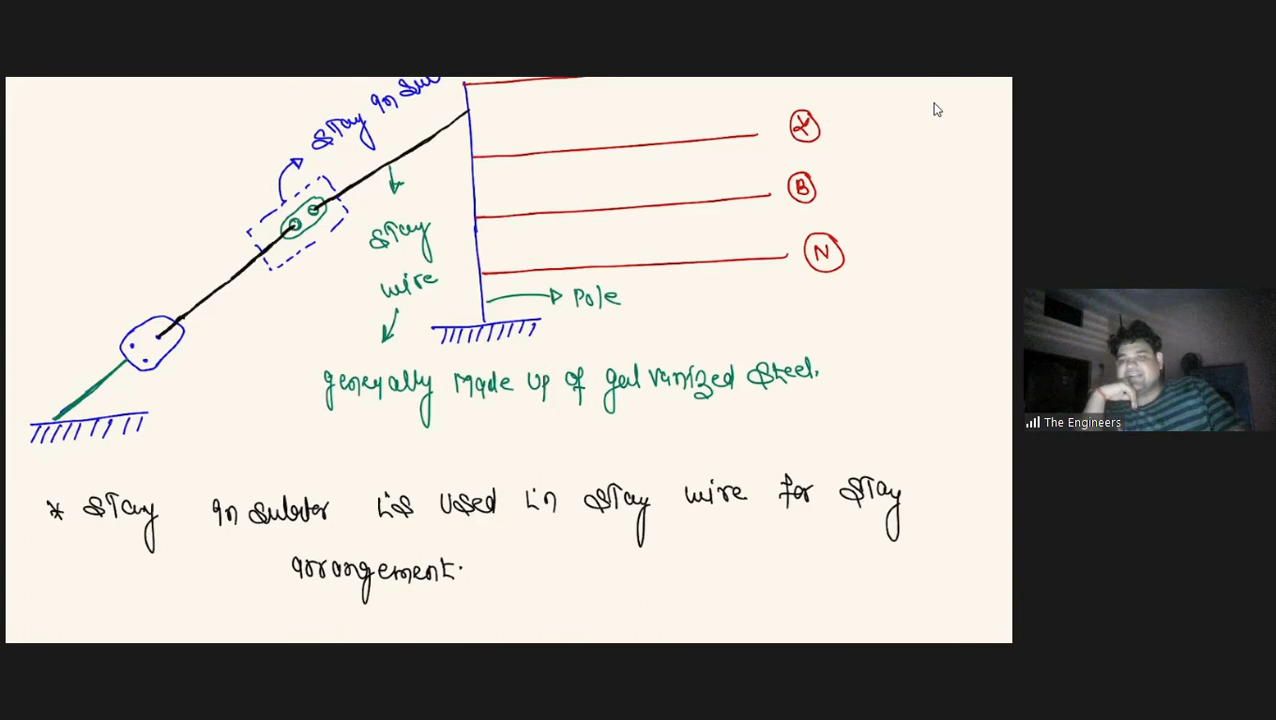 Stay Insu
Y
B
Stay
wire
N
Pole
generally Made up of galvanized Steel.
The Engineers
* Stay Insulator is used in Stay wire for Stay
arrangement.